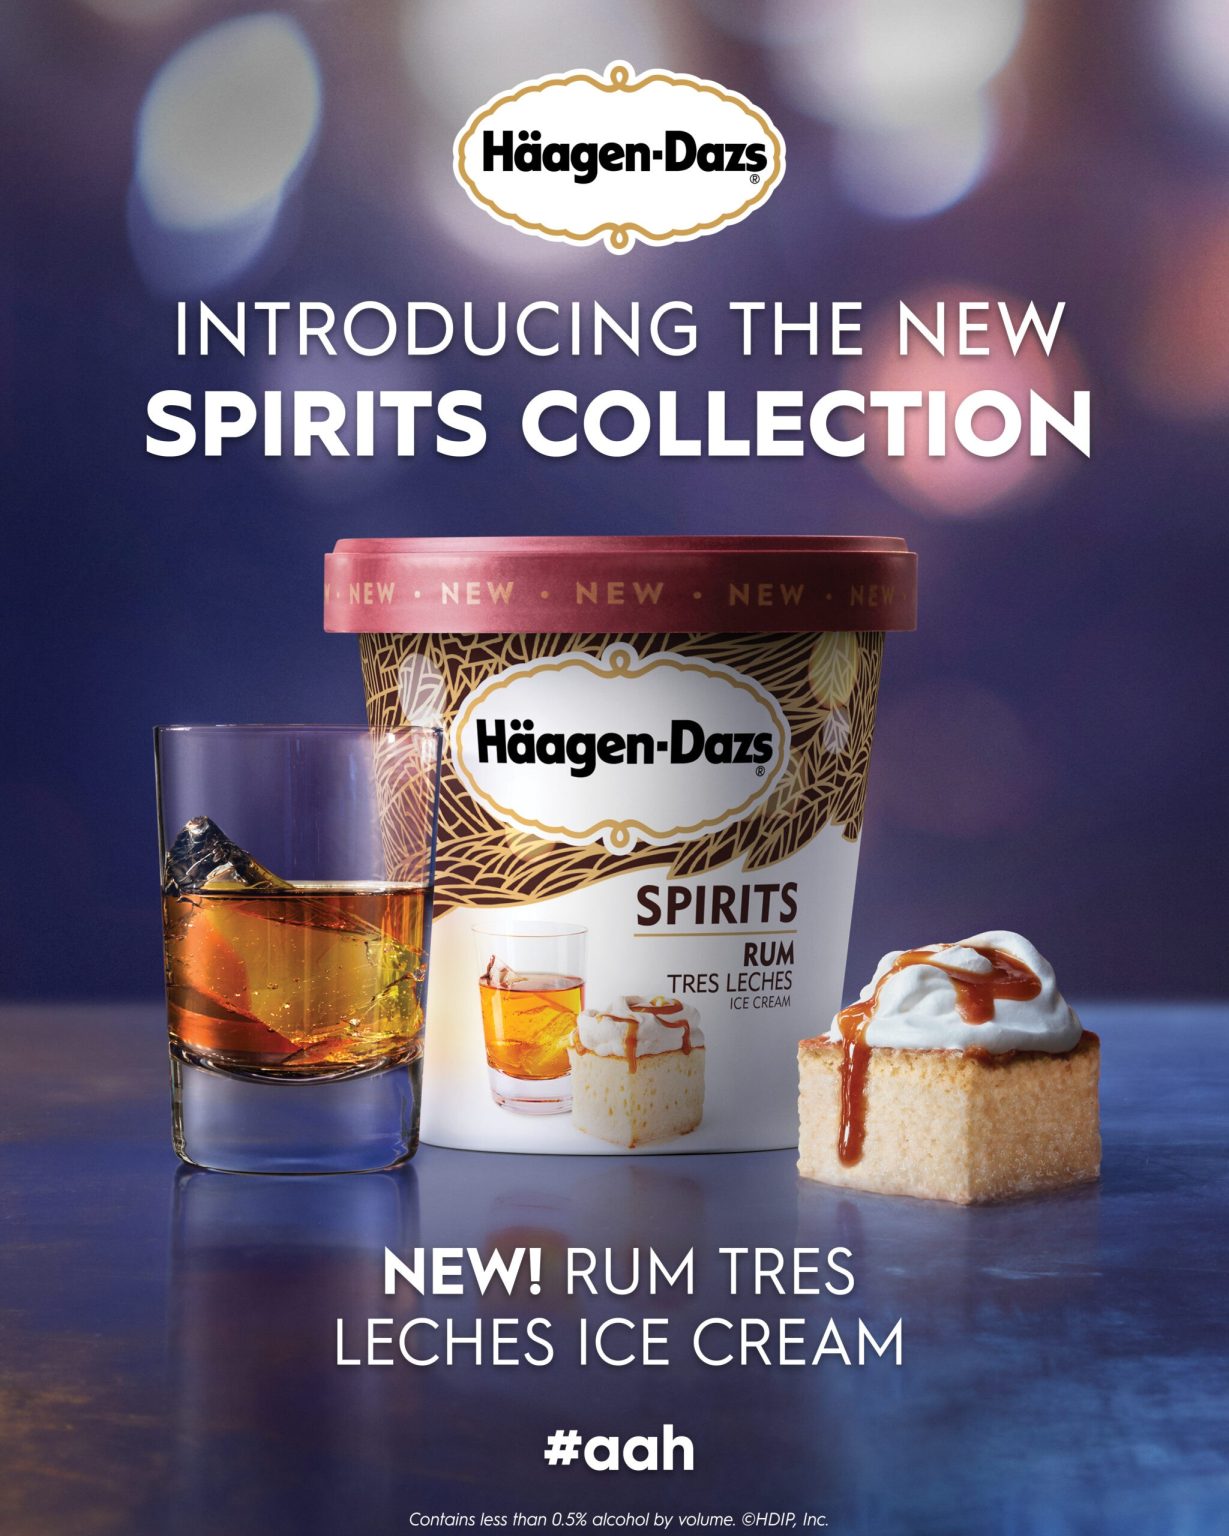 Häagen-Dazs®
INTRODUCING THE NEW
SPIRITS COLLECTION
NEW • NEW • NEW • NEW • NEW
Häagen-Dazs®
SPIRITS
RUM
TRES LECHES
ICE CREAM
NEW! RUM TRES
LECHES ICE CREAM
#aah
Contains less than 0.5% alcohol by volume. ©HDIP, Inc.